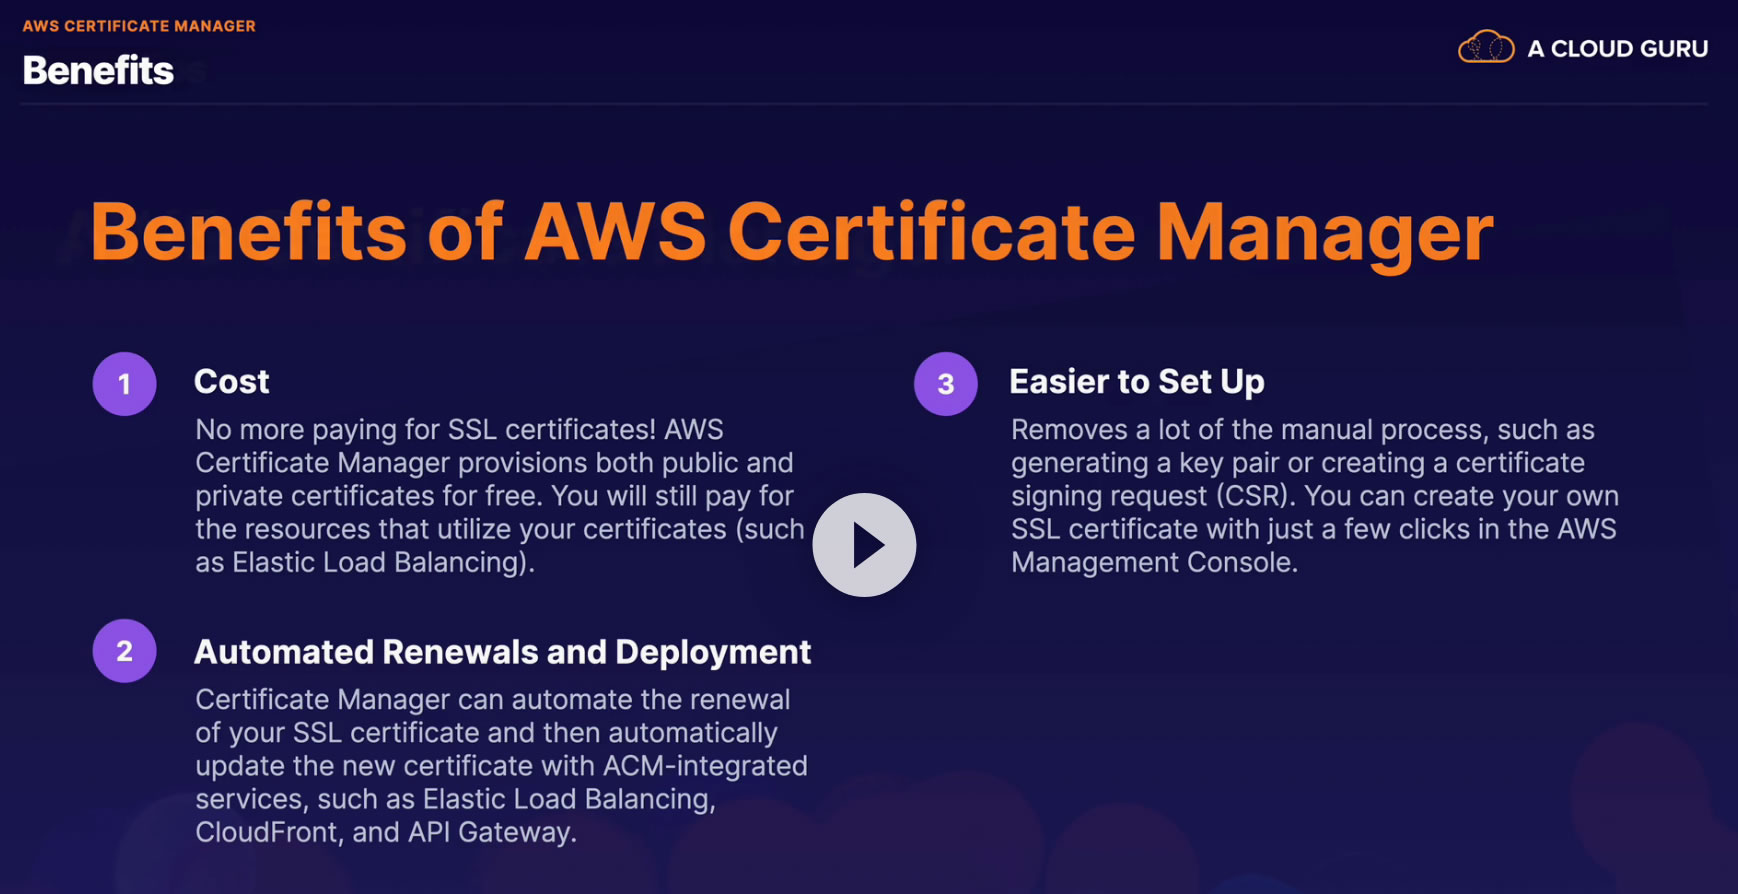 AWS CERTIFICATE MANAGER
Benefits
A CLOUD GURU
Benefits of AWS Certificate Manager
1
Cost
No more paying for SSL certificates! AWS
Certificate Manager provisions both public and
private certificates for free. You will still pay for
the resources that utilize your certificates (such
as Elastic Load Balancing).
2
Automated Renewals and Deployment
Certificate Manager can automate the renewal
of your SSL certificate and then automatically
update the new certificate with ACM-integrated
services, such as Elastic Load Balancing,
CloudFront, and API Gateway.
3
Easier to Set Up
Removes a lot of the manual process, such as
generating a key pair or creating a certificate
signing request (CSR). You can create your own
SSL certificate with just a few clicks in the AWS
Management Console.